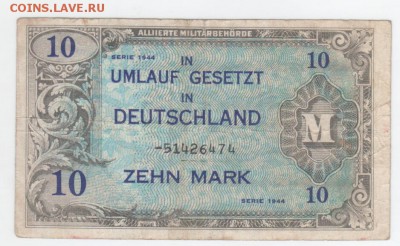 COINS.LAVE.RU
ALLIIERTE MILITÄRBEHÖRDE
10 SERIE 1944 IN 10
UMLAUF GESETZT
IN
DEUTSCHLAND
M
-51426474
10 ZEHN MARK 10
SERIE 1944